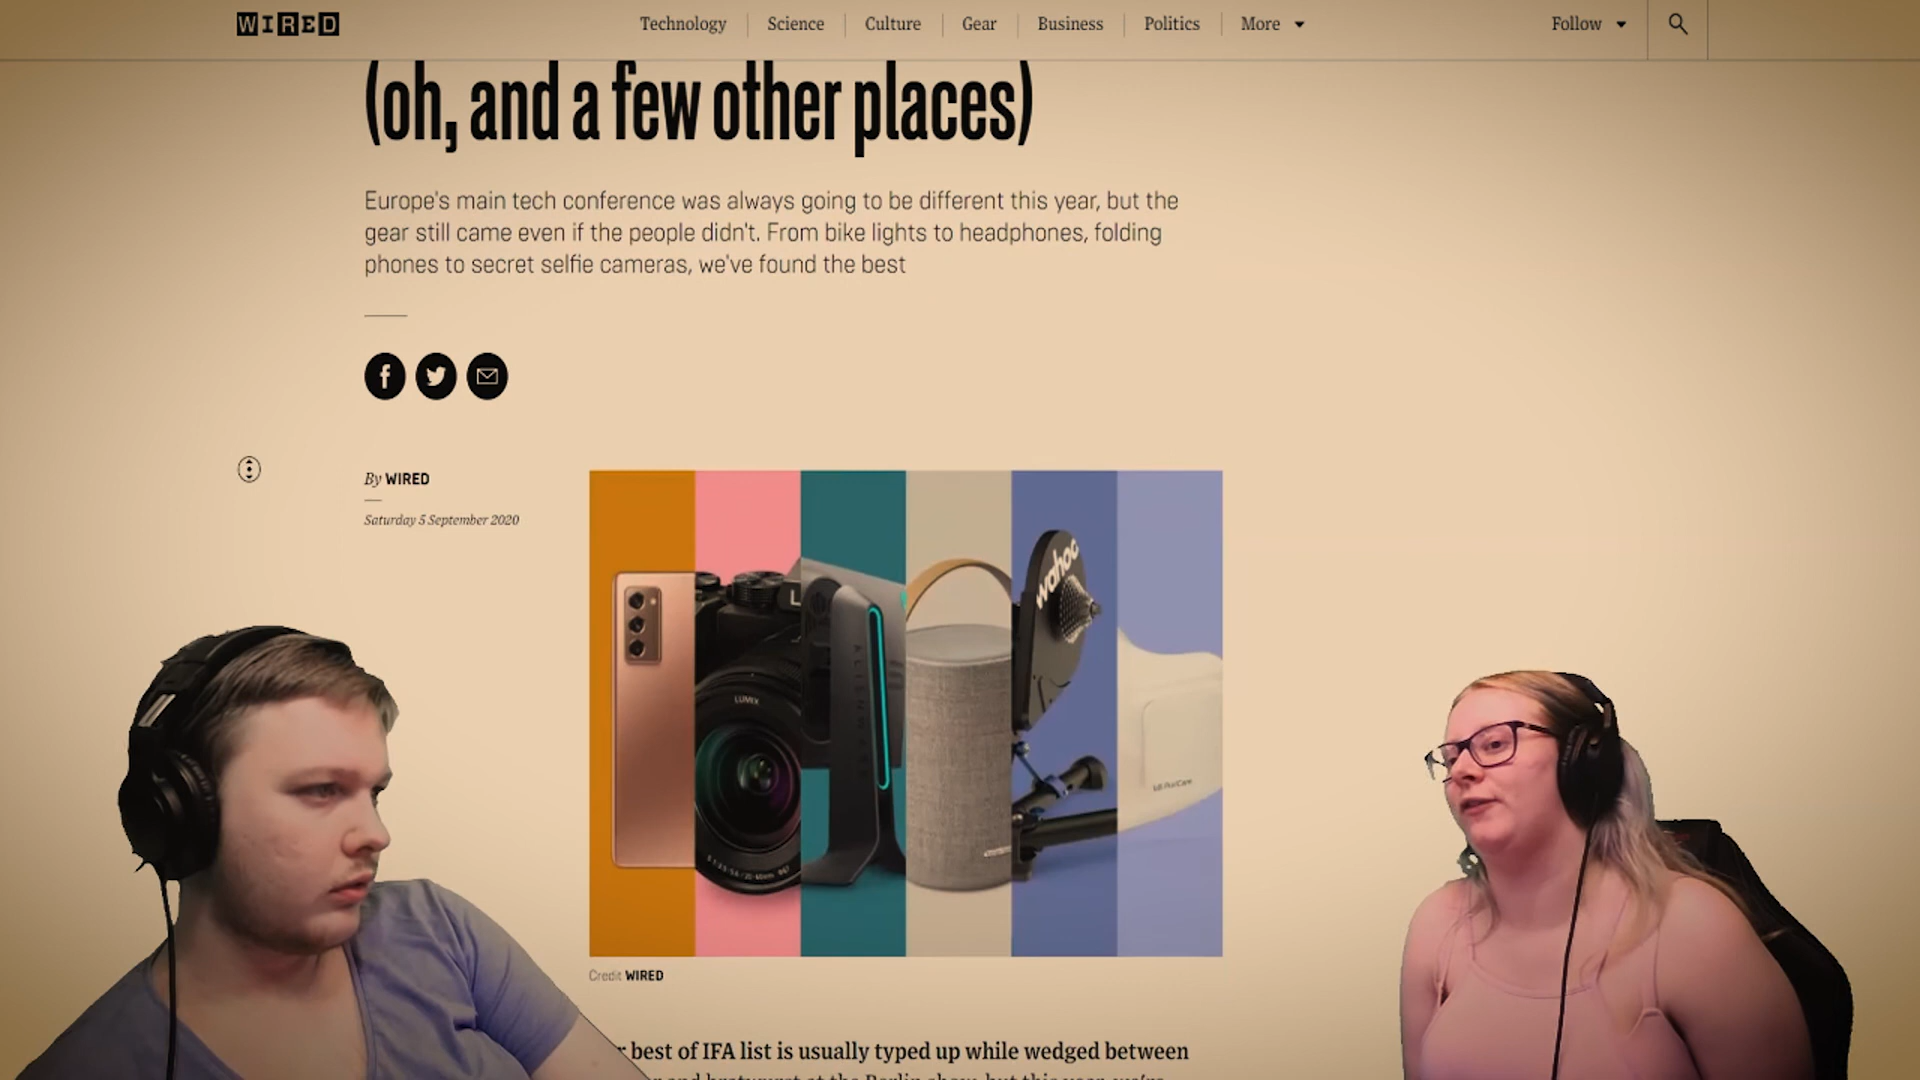 WIRED
Technology
Science
Culture
Gear
Business
Politics
More
Follow
(oh, and a few other places)
Europe's main tech conference was always going to be different this year, but the
gear still came even if the people didn't. From bike lights to headphones, folding
phones to secret selfie cameras, we've found the best
By WIRED
Saturday 5 September 2020
L
LUMIX
ALIENWARE
wahoo
LG PuriCare
Credit WIRED
best of IFA list is usually typed up while wedged between